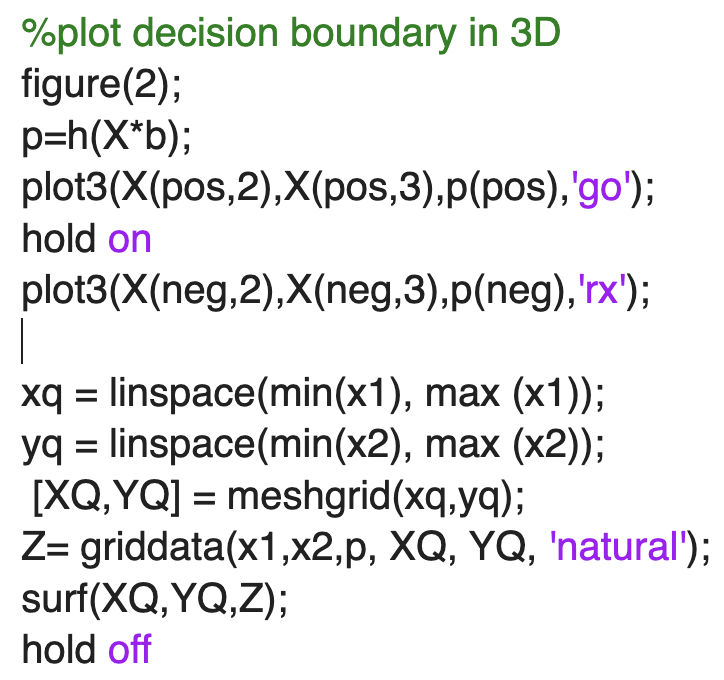 %plot decision boundary in 3D
figure(2);
p=h(X*b);
plot3(X(pos,2),X(pos,3),p(pos),'go');
hold on
plot3(X(neg,2),X(neg,3),p(neg),'rx');
xq = linspace(min(x1), max (x1));
yq = linspace(min(x2), max (x2));
[XQ,YQ] = meshgrid(xq,yq);
Z= griddata(x1,x2,p, XQ, YQ, 'natural');
surf(XQ,YQ,Z);
hold off